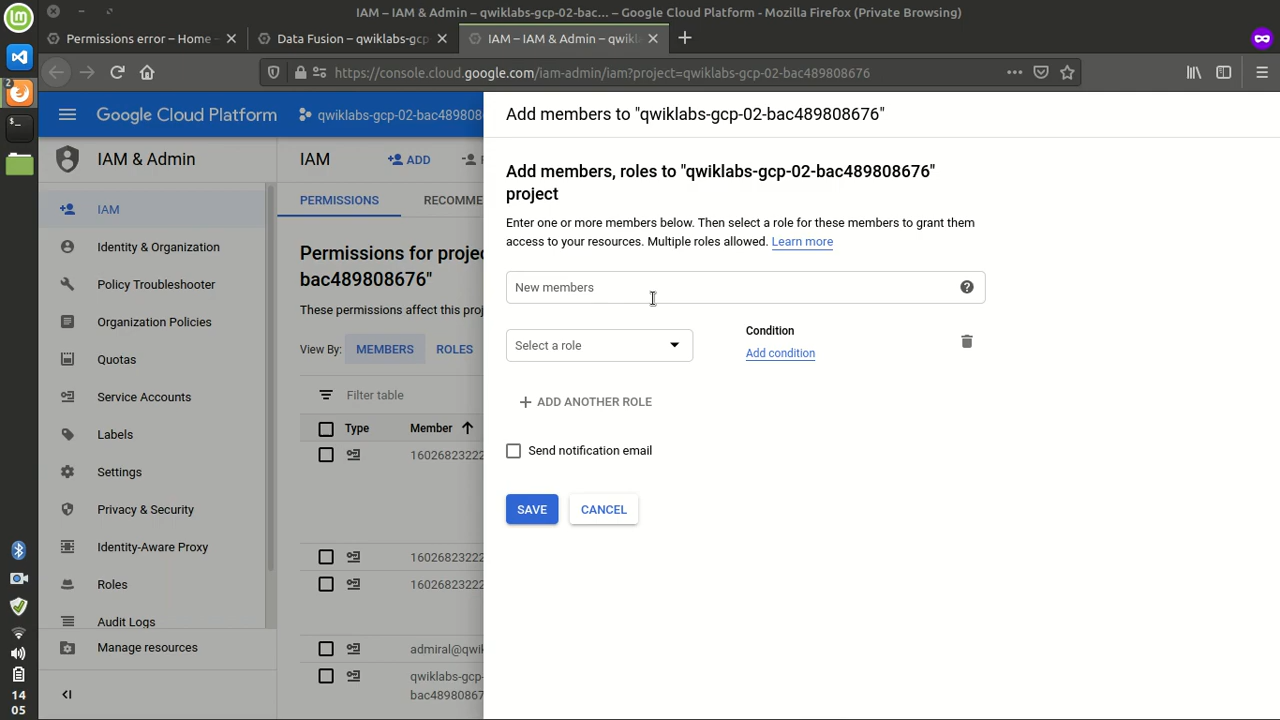 IAM – IAM & Admin – qwiklabs-gcp-02-bac... – Google Cloud Platform - Mozilla Firefox (Private Browsing)
Permissions error – Home -
Data Fusion – qwiklabs-gcp
IAM – IAM & Admin – qwikla
https://console.cloud.google.com/iam-admin/iam?project=qwiklabs-gcp-02-bac489808676
Google Cloud Platform
qwiklabs-gcp-02-bac4898086
Add members to "qwiklabs-gcp-02-bac489808676"
IAM & Admin
IAM
Identity & Organization
Policy Troubleshooter
Organization Policies
Quotas
Service Accounts
Labels
Settings
Privacy & Security
Identity-Aware Proxy
Roles
Audit Logs
Manage resources
IAM
ADD
PERMISSIONS
RECOMME
Permissions for projec
bac489808676"
These permissions affect this proj
View By:
MEMBERS
ROLES
Filter table
Type
Member
16026823222
16026823222
16026823222
admiral@qwik
qwiklabs-gcp-
bac48980867
Add members, roles to "qwiklabs-gcp-02-bac489808676"
project
Enter one or more members below. Then select a role for these members to grant them
access to your resources. Multiple roles allowed. Learn more
New members
Select a role
Condition
Add condition
ADD ANOTHER ROLE
Send notification email
SAVE
CANCEL
2
14
05